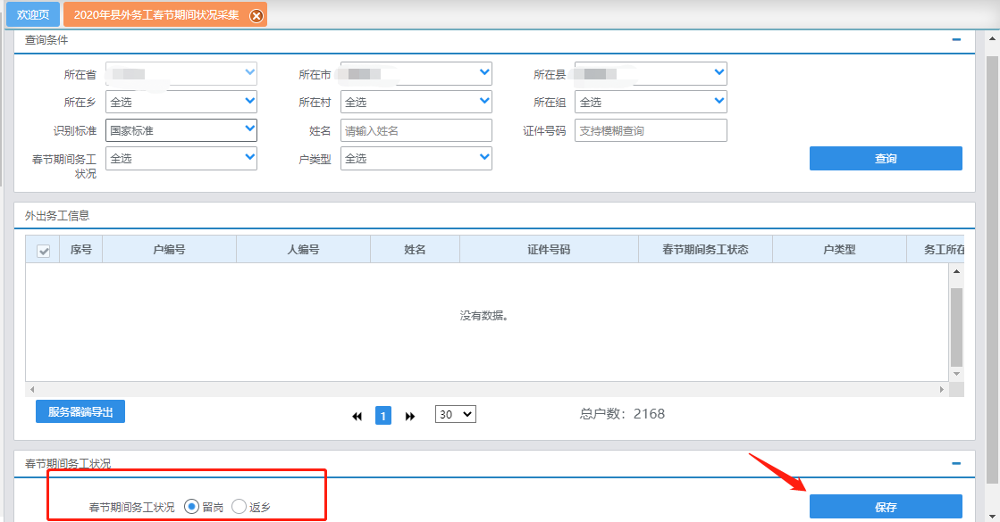 欢迎页 2020年县外务工春节期间状况采集
查询条件
所在省 所在市 所在县
所在乡 全选 所在村 全选 所在组 全选
识别标准 国家标准 姓名 请输入姓名 证件号码 支持模糊查询
春节期间务工状况 全选 户类型 全选 查询
外出务工信息
序号 户编号 人编号 姓名 证件号码 春节期间务工状态 户类型 务工所在
没有数据。
服务器端导出 1 30 总户数：2168
春节期间务工状况
春节期间务工状况 留岗 返乡 保存